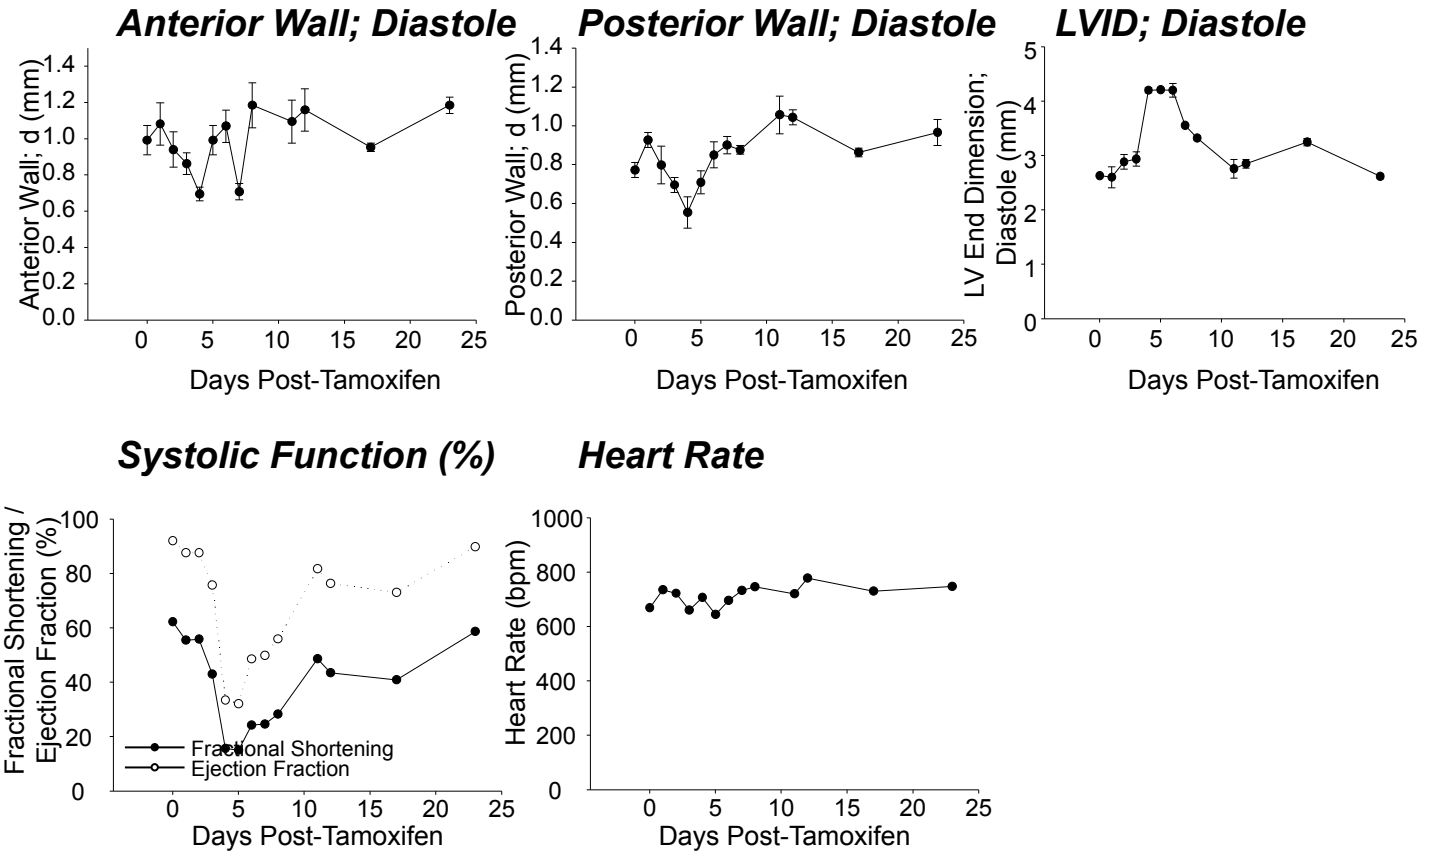 Anterior Wall; Diastole
Anterior Wall; d (mm)
1.4
1.2
1.0
0.8
0.6
0.4
0.2
0.0
0 5 10 15 20 25
Days Post-Tamoxifen
Posterior Wall; Diastole
Posterior Wall; d (mm)
1.4
1.2
1.0
0.8
0.6
0.4
0.2
0.0
0 5 10 15 20 25
Days Post-Tamoxifen
LVID; Diastole
LV End Dimension;
Diastole (mm)
5
4
3
2
1
0
0 5 10 15 20 25
Days Post-Tamoxifen
Systolic Function (%)
Fractional Shortening /
Ejection Fraction (%)
100
80
60
40
20
0
Fractional Shortening
Ejection Fraction
0 5 10 15 20 25
Days Post-Tamoxifen
Heart Rate
Heart Rate (bpm)
1000
800
600
400
200
0
0 5 10 15 20 25
Days Post-Tamoxifen